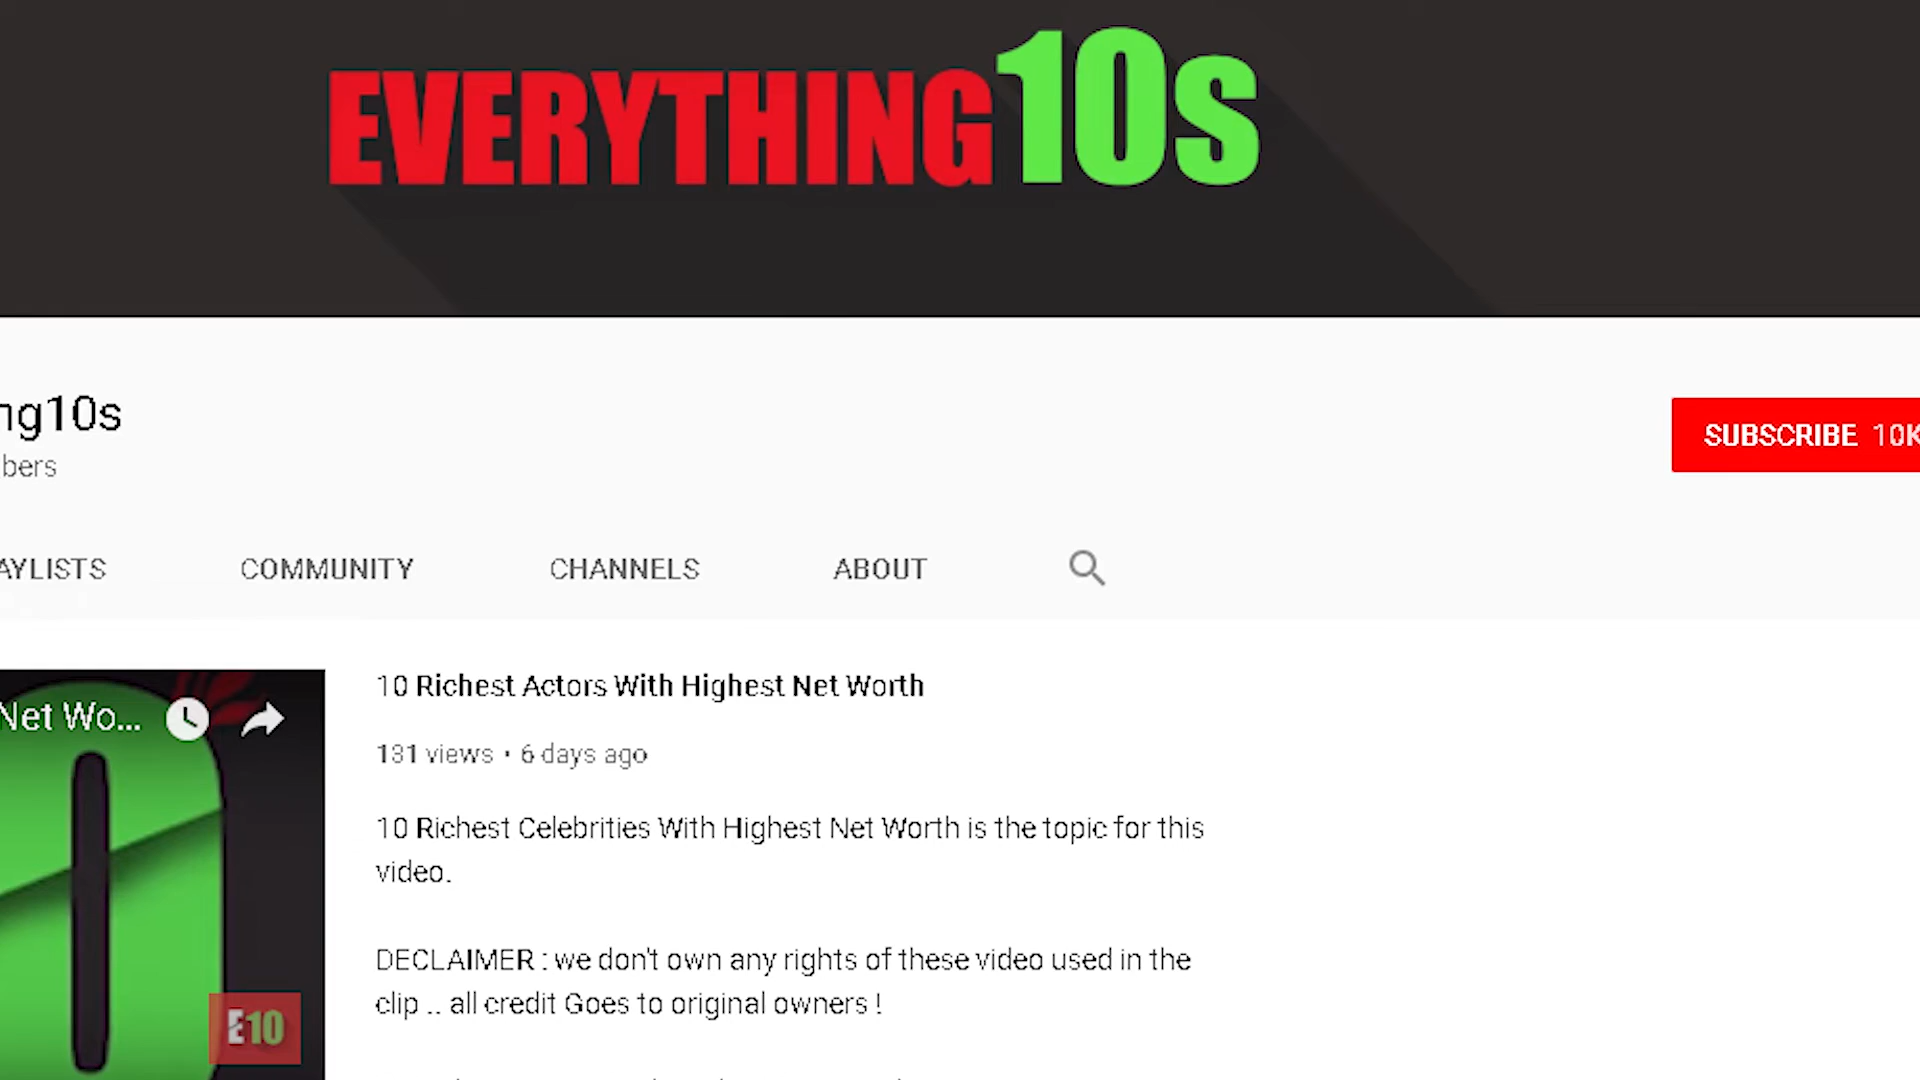 EVERYTHING10s
ng10s
SUBSCRIBE 10K
bers
AYLISTS
COMMUNITY
CHANNELS
ABOUT
Net Wo...
10 Richest Actors With Highest Net Worth
131 views • 6 days ago
10 Richest Celebrities With Highest Net Worth is the topic for this
video.
DECLAIMER : we don't own any rights of these video used in the
clip .. all credit Goes to original owners !
E10